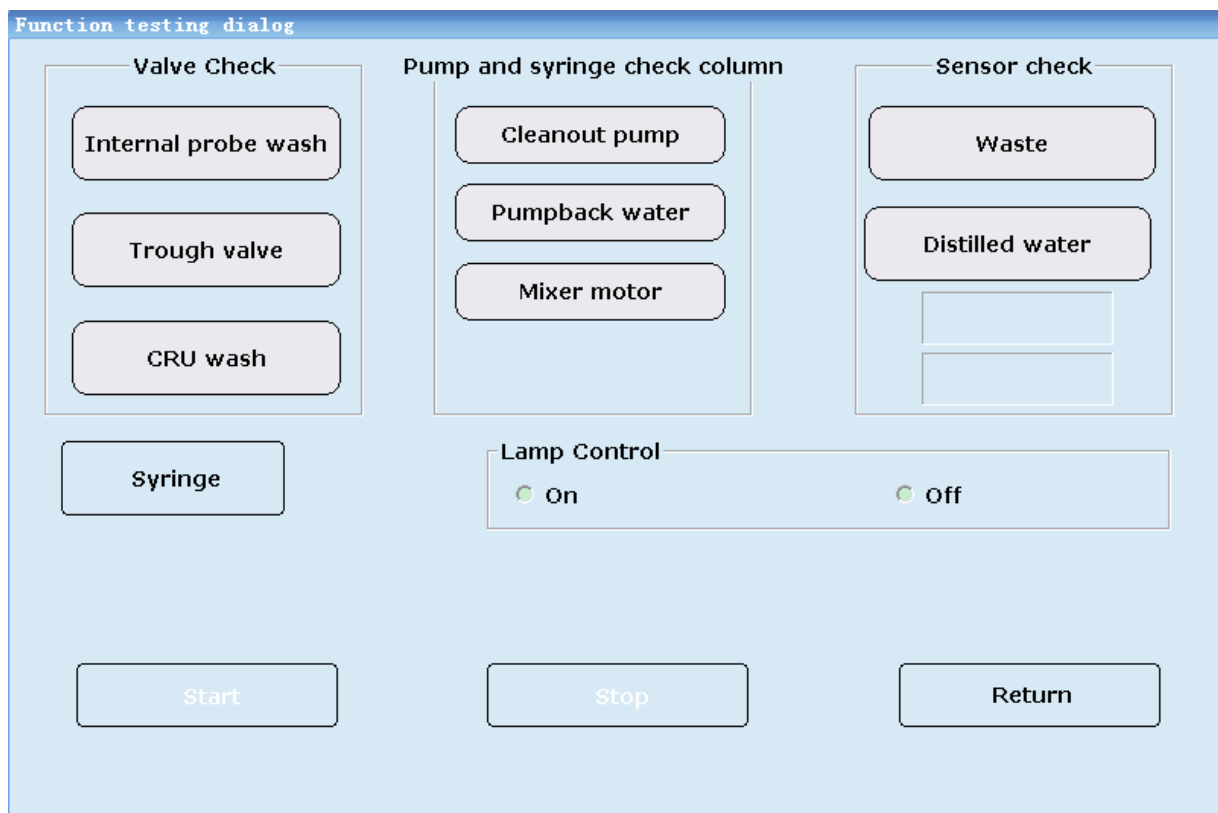 Function testing dialog
Valve Check
Internal probe wash
Trough valve
CRU wash
Pump and syringe check column
Cleanout pump
Pumpback water
Mixer motor
Sensor check
Waste
Distilled water
Syringe
Lamp Control
On
Off
Start
Stop
Return